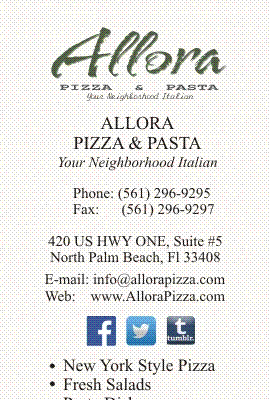 Allora
PIZZA & PASTA
Your Neighborhood Italian
ALLORA
PIZZA & PASTA
Your Neighborhood Italian
Phone: (561) 296-9295
Fax: (561) 296-9297
420 US HWY ONE, Suite #5
North Palm Beach, Fl 33408
E-mail: info@allorapizza.com
Web: www.AlloraPizza.com
f t tumblr.
• New York Style Pizza
• Fresh Salads